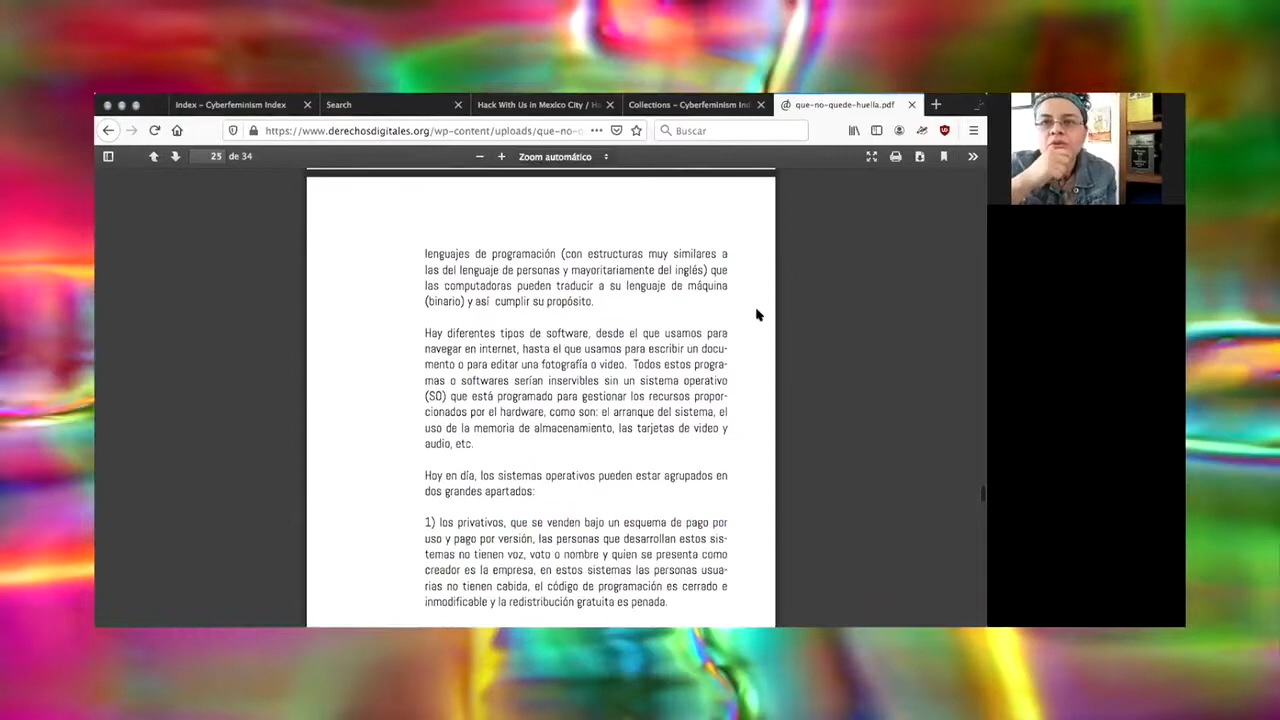 Index – Cyberfeminism Index
Search
Hack With Us in Mexico City / Ha
Collections – Cyberfeminism Ind
que-no-quede-huella.pdf
https://www.derechosdigitales.org/wp-content/uploads/que-no-q
Buscar
25 de 34
Zoom automático
lenguajes de programación (con estructuras muy similares a
las del lenguaje de personas y mayoritariamente del inglés) que
las computadoras pueden traducir a su lenguaje de máquina
(binario) y así cumplir su propósito.
Hay diferentes tipos de software, desde el que usamos para
navegar en internet, hasta el que usamos para escribir un docu-
mento o para editar una fotografía o video. Todos estos progra-
mas o softwares serían inservibles sin un sistema operativo
(SO) que está programado para gestionar los recursos propor-
cionados por el hardware, como son: el arranque del sistema, el
uso de la memoria de almacenamiento, las tarjetas de video y
audio, etc.
Hoy en día, los sistemas operativos pueden estar agrupados en
dos grandes apartados:
1) los privativos, que se venden bajo un esquema de pago por
uso y pago por versión, las personas que desarrollan estos sis-
temas no tienen voz, voto o nombre y quien se presenta como
creador es la empresa, en estos sistemas las personas usua-
rias no tienen cabida, el código de programación es cerrado e
inmodificable y la redistribución gratuita es penada.